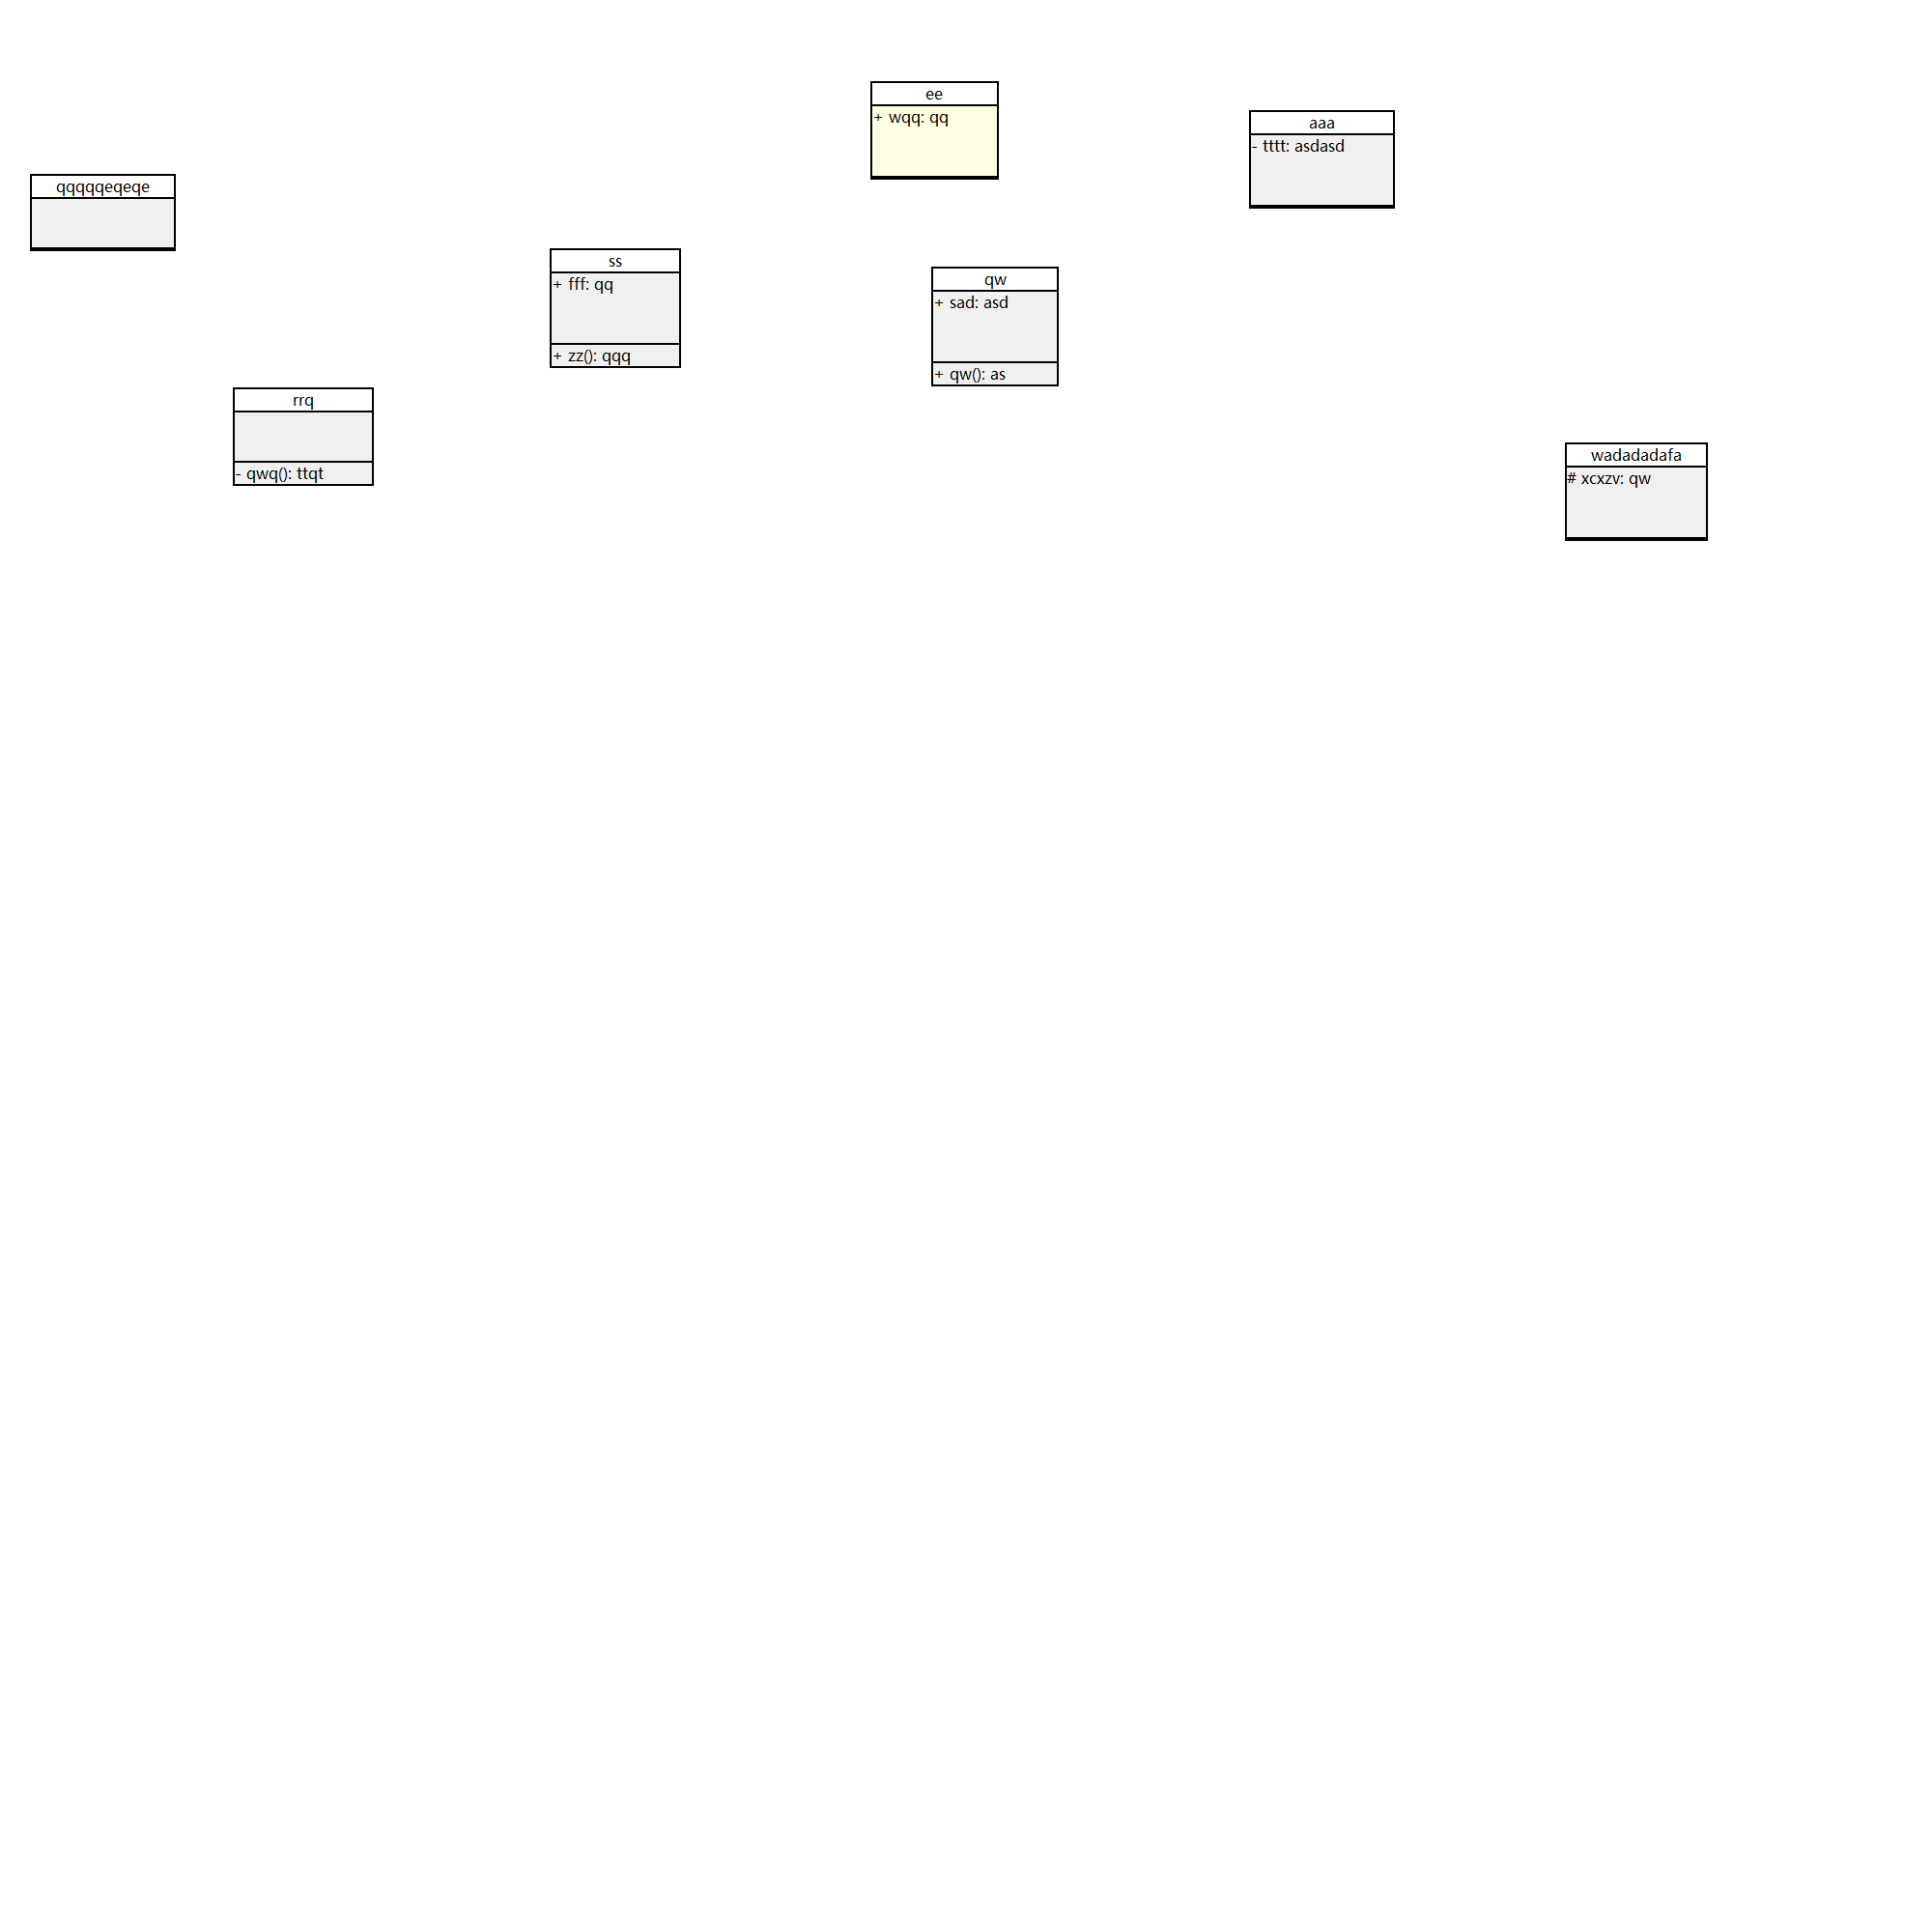 ee
+ wqq: qq
aaa
- tttt: asdasd
qqqqqeqeqe
ss
+ fff: qq
+ zz(): qqq
qw
+ sad: asd
+ qw(): as
rrq
- qwq(): ttqt
wadadadafa
# xcxzv: qw